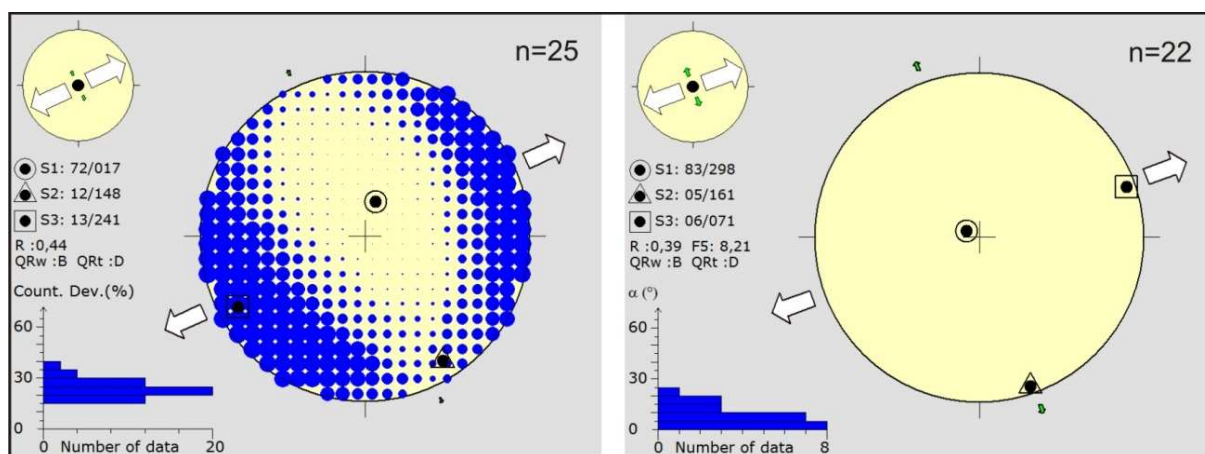 n=25
S1: 72/017
S2: 12/148
S3: 13/241
R :0,44
QRw :B QRt :D
Count. Dev.(%)
60
30
0
0 Number of data 20
n=22
S1: 83/298
S2: 05/161
S3: 06/071
R :0,39 F5: 8,21
QRw :B QRt :D
α (°)
60
30
0
0 Number of data 8